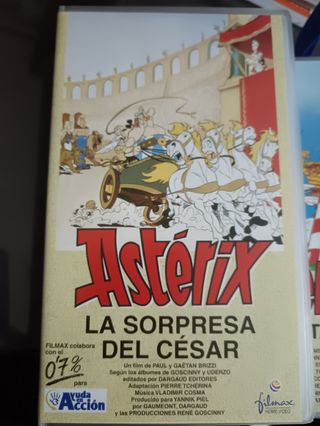 Astérix
LA SORPRESA
DEL CÉSAR
FILMAX colabora
con el
0'7%
para
Ayuda en
Acción
Un film de PAUL y GAËTAN BRIZZI
Según los álbumes de GOSCINNY y UDERZO
editados por DARGAUD EDITORES
Adaptación PIERRE TCHERINA
Música VLADIMIR COSMA
Producido para YANNIK PIEL
por GAUMEONT, DARGAUD
y las PRODUCCIONES RENÉ GOSCINNY
filmax
HOME VIDEO